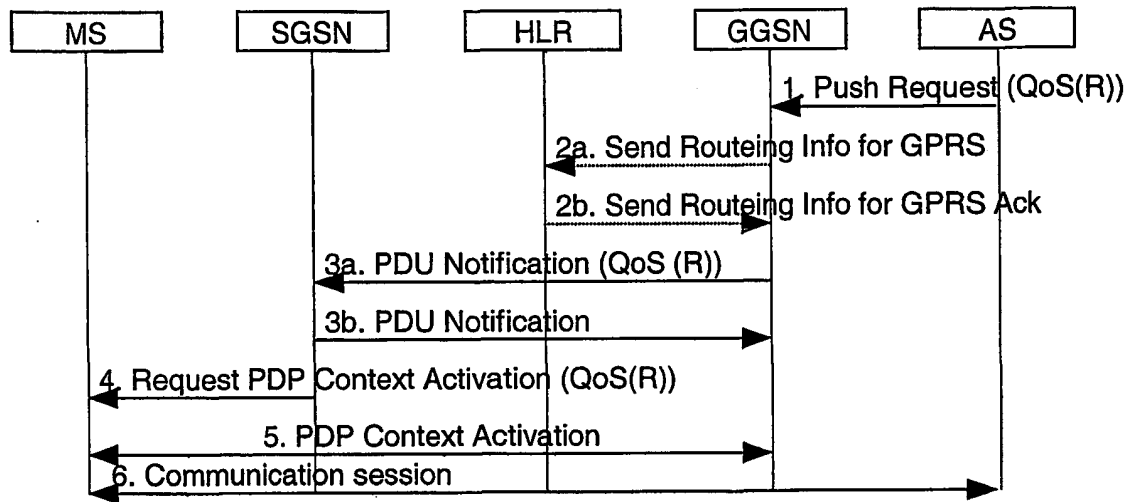 MS SGSN HLR GGSN AS
1. Push Request (QoS(R))
2a. Send Routeing Info for GPRS
2b. Send Routeing Info for GPRS Ack
3a. PDU Notification (QoS (R))
3b. PDU Notification
4. Request PDP Context Activation (QoS(R))
5. PDP Context Activation
6. Communication session